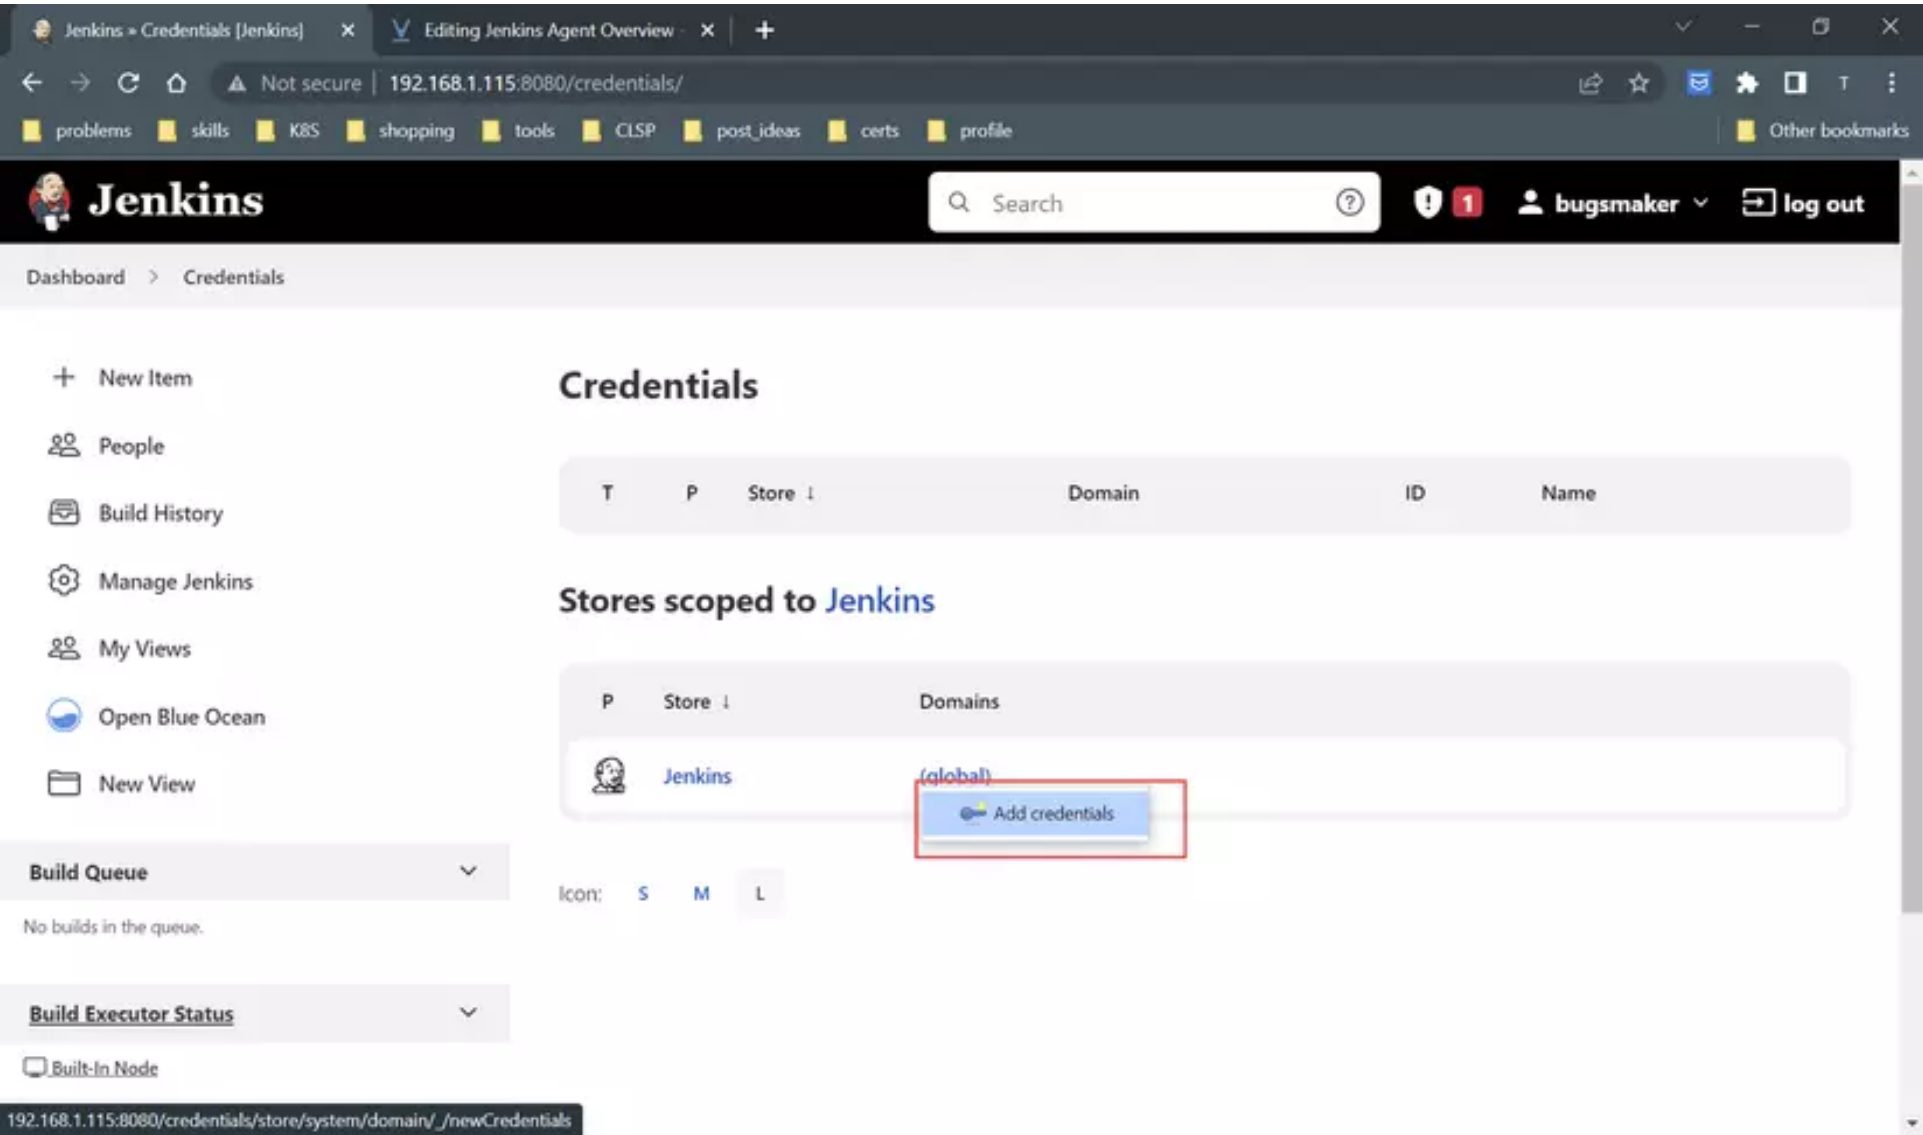 Jenkins » Credentials [Jenkins]
Editing Jenkins Agent Overview
Not secure | 192.168.1.115:8080/credentials/
T
problems skills K8S shopping tools CLSP post_ideas certs profile Other bookmarks
Jenkins
Search
1
bugsmaker
log out
Dashboard > Credentials
New Item
People
Build History
Manage Jenkins
My Views
Open Blue Ocean
New View
Build Queue
No builds in the queue.
Build Executor Status
Built-In Node
Credentials
T P Store ↓ Domain ID Name
Stores scoped to Jenkins
P Store ↓ Domains
Jenkins (global)
Add credentials
Icon: S M L
192.168.1.115:8080/credentials/store/system/domain/_/newCredentials